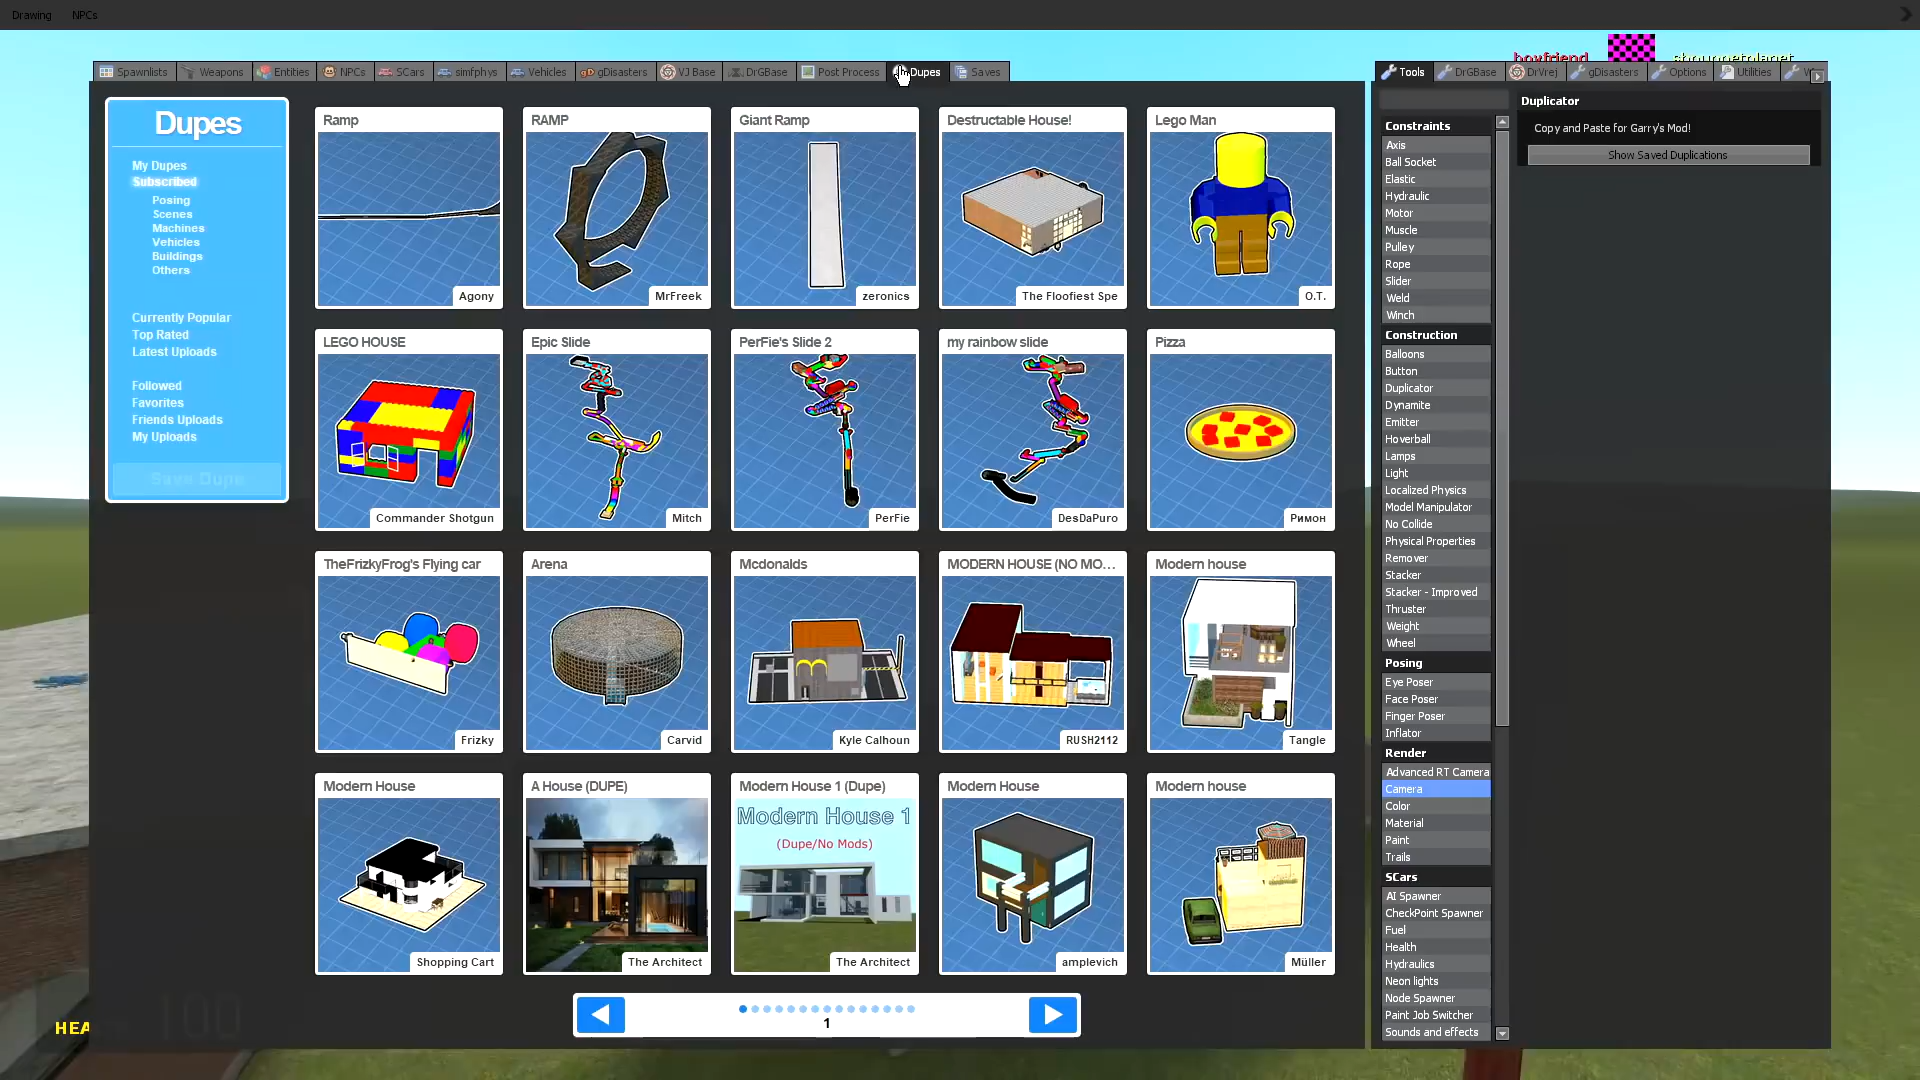 Drawing NPCs
boyfriend
Spawnlists Weapons Entities NPCs SCars simfphys Vehicles gD gDisasters VJ Base DrGBase Post Process Dupes Saves
Tools DrGBase DrVrej gDisasters Options Utilities
Dupes
My Dupes
Subscribed
Posing
Scenes
Machines
Vehicles
Buildings
Others
Currently Popular
Top Rated
Latest Uploads
Followed
Favorites
Friends Uploads
My Uploads
Save Dupe
Ramp
Agony
RAMP
MrFreek
Giant Ramp
zeronics
Destructable House!
The Floofiest Spe
Lego Man
O.T.
LEGO HOUSE
Commander Shotgun
Epic Slide
Mitch
PerFie's Slide 2
PerFie
my rainbow slide
DesDaPuro
Pizza
Римон
TheFrizkyFrog's Flying car
Frizky
Arena
Carvid
Mcdonalds
Kyle Calhoun
MODERN HOUSE (NO MO...
RUSH2112
Modern house
Tangle
Modern House
Shopping Cart
A House (DUPE)
The Architect
Modern House 1 (Dupe)
Modern House 1
(Dupe/No Mods)
The Architect
Modern House
amplevich
Modern house
Müller
1
Constraints
Axis
Ball Socket
Elastic
Hydraulic
Motor
Muscle
Pulley
Rope
Slider
Weld
Winch
Construction
Balloons
Button
Duplicator
Dynamite
Emitter
Hoverball
Lamps
Light
Localized Physics
Model Manipulator
No Collide
Physical Properties
Remover
Stacker
Stacker - Improved
Thruster
Weight
Wheel
Posing
Eye Poser
Face Poser
Finger Poser
Inflator
Render
Advanced RT Camera
Camera
Color
Material
Paint
Trails
SCars
AI Spawner
CheckPoint Spawner
Fuel
Health
Hydraulics
Neon lights
Node Spawner
Paint Job Switcher
Sounds and effects
Duplicator
Copy and Paste for Garry's Mod!
Show Saved Duplications
HEA
100